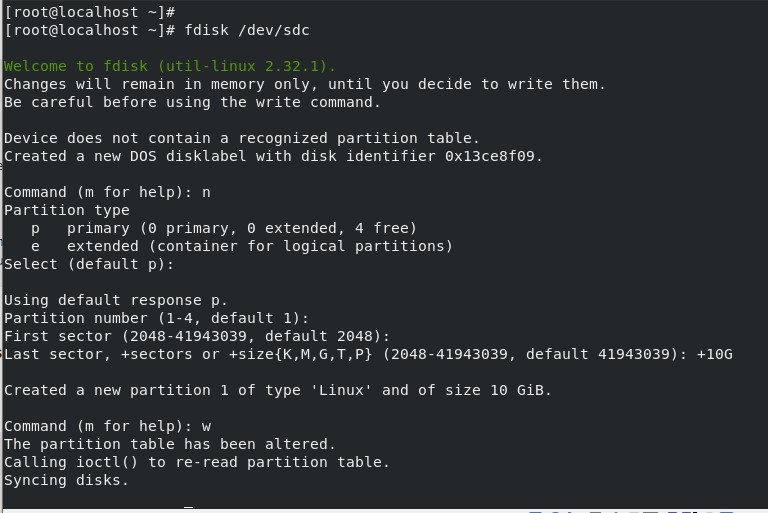 [root@localhost ~]#
[root@localhost ~]# fdisk /dev/sdc
Welcome to fdisk (util-linux 2.32.1).
Changes will remain in memory only, until you decide to write them.
Be careful before using the write command.
Device does not contain a recognized partition table.
Created a new DOS disklabel with disk identifier 0x13ce8f09.
Command (m for help): n
Partition type
p   primary (0 primary, 0 extended, 4 free)
e   extended (container for logical partitions)
Select (default p):
Using default response p.
Partition number (1-4, default 1):
First sector (2048-41943039, default 2048):
Last sector, +sectors or +size{K,M,G,T,P} (2048-41943039, default 41943039): +10G
Created a new partition 1 of type 'Linux' and of size 10 GiB.
Command (m for help): w
The partition table has been altered.
Calling ioctl() to re-read partition table.
Syncing disks.